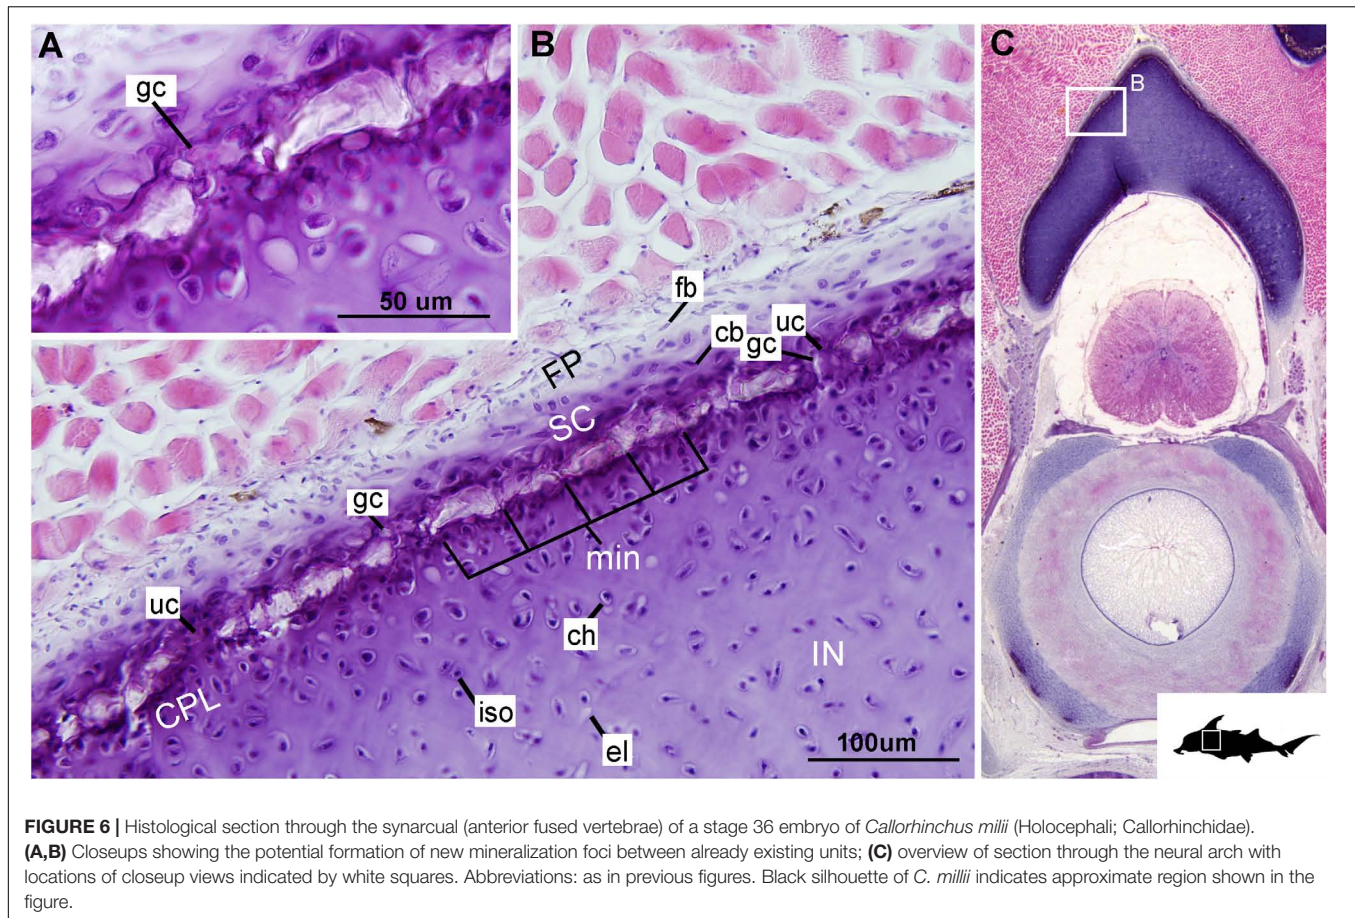 A
gc
50 um
B
fb
cb
gc
uc
FP
SC
gc
min
uc
ch
IN
CPL
iso
el
100um
C
B
FIGURE 6 | Histological section through the synarcual (anterior fused vertebrae) of a stage 36 embryo of Callorhinchus milii (Holocephali; Callorhinchidae).
(A,B) Closeups showing the potential formation of new mineralization foci between already existing units; (C) overview of section through the neural arch with
locations of closeup views indicated by white squares. Abbreviations: as in previous figures. Black silhouette of C. millii indicates approximate region shown in the
figure.